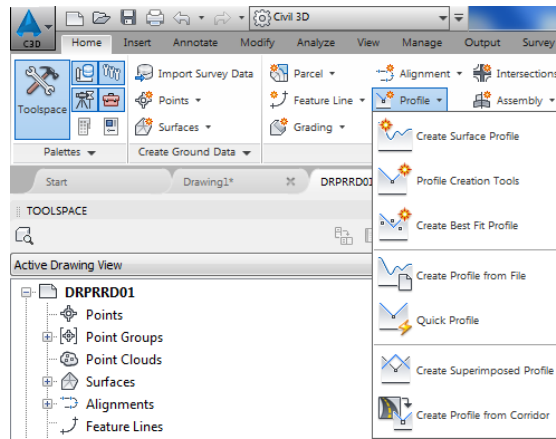 Civil 3D
C3D Home Insert Annotate Modify Analyze View Manage Output Survey
Toolspace Import Survey Data Parcel Alignment Intersections
Points Feature Line Profile Assembly
Surfaces Grading
Palettes Create Ground Data
Create Surface Profile
Profile Creation Tools
Create Best Fit Profile
Create Profile from File
Quick Profile
Create Superimposed Profile
Create Profile from Corridor
Start Drawing1* DRPRRD01
TOOLSPACE
Active Drawing View
DRPRRD01
Points
Point Groups
Point Clouds
Surfaces
Alignments
Feature Lines